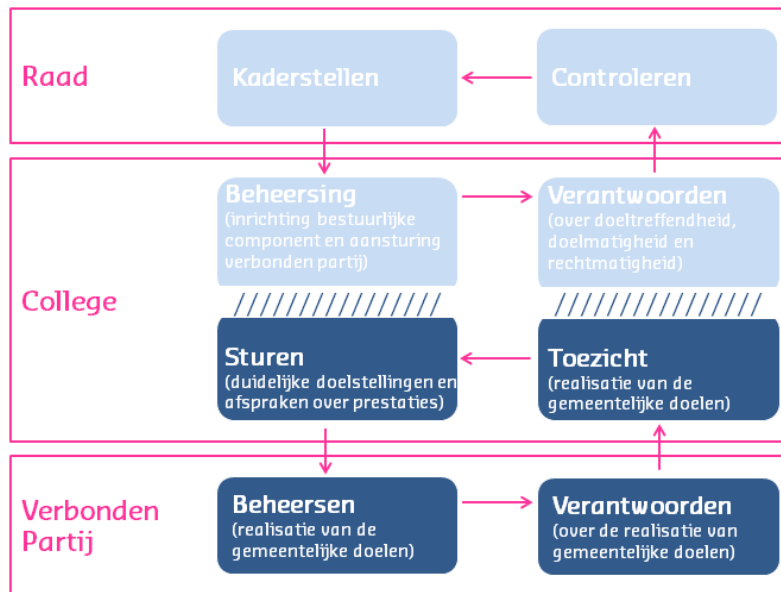 Raad
Kaderstellen
Controleren
College
Beheersing
(inrichting bestuurlijke
component en aansturing
verbonden partij)
Verantwoorden
(over doeltreffendheid,
doelmatigheid en
rechtmatigheid)
Sturen
(duidelijke doelstellingen en
afspraken over prestaties)
Toezicht
(realisatie van de
gemeentelijke doelen)
Verbonden
Partij
Beheersen
(realisatie van de
gemeentelijke doelen)
Verantwoorden
(over de realisatie van
gemeentelijke doelen)